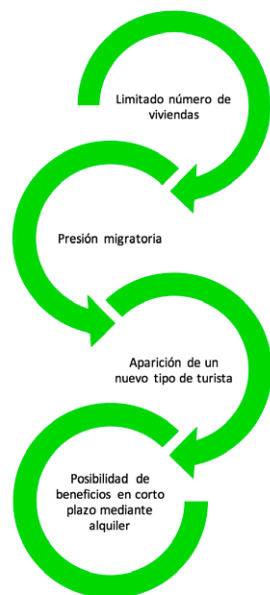 Limitado número de
viviendas
Presión migratoria
Aparición de un
nuevo tipo de turista
Posibilidad de
beneficios en corto
plazo mediante
alquiler